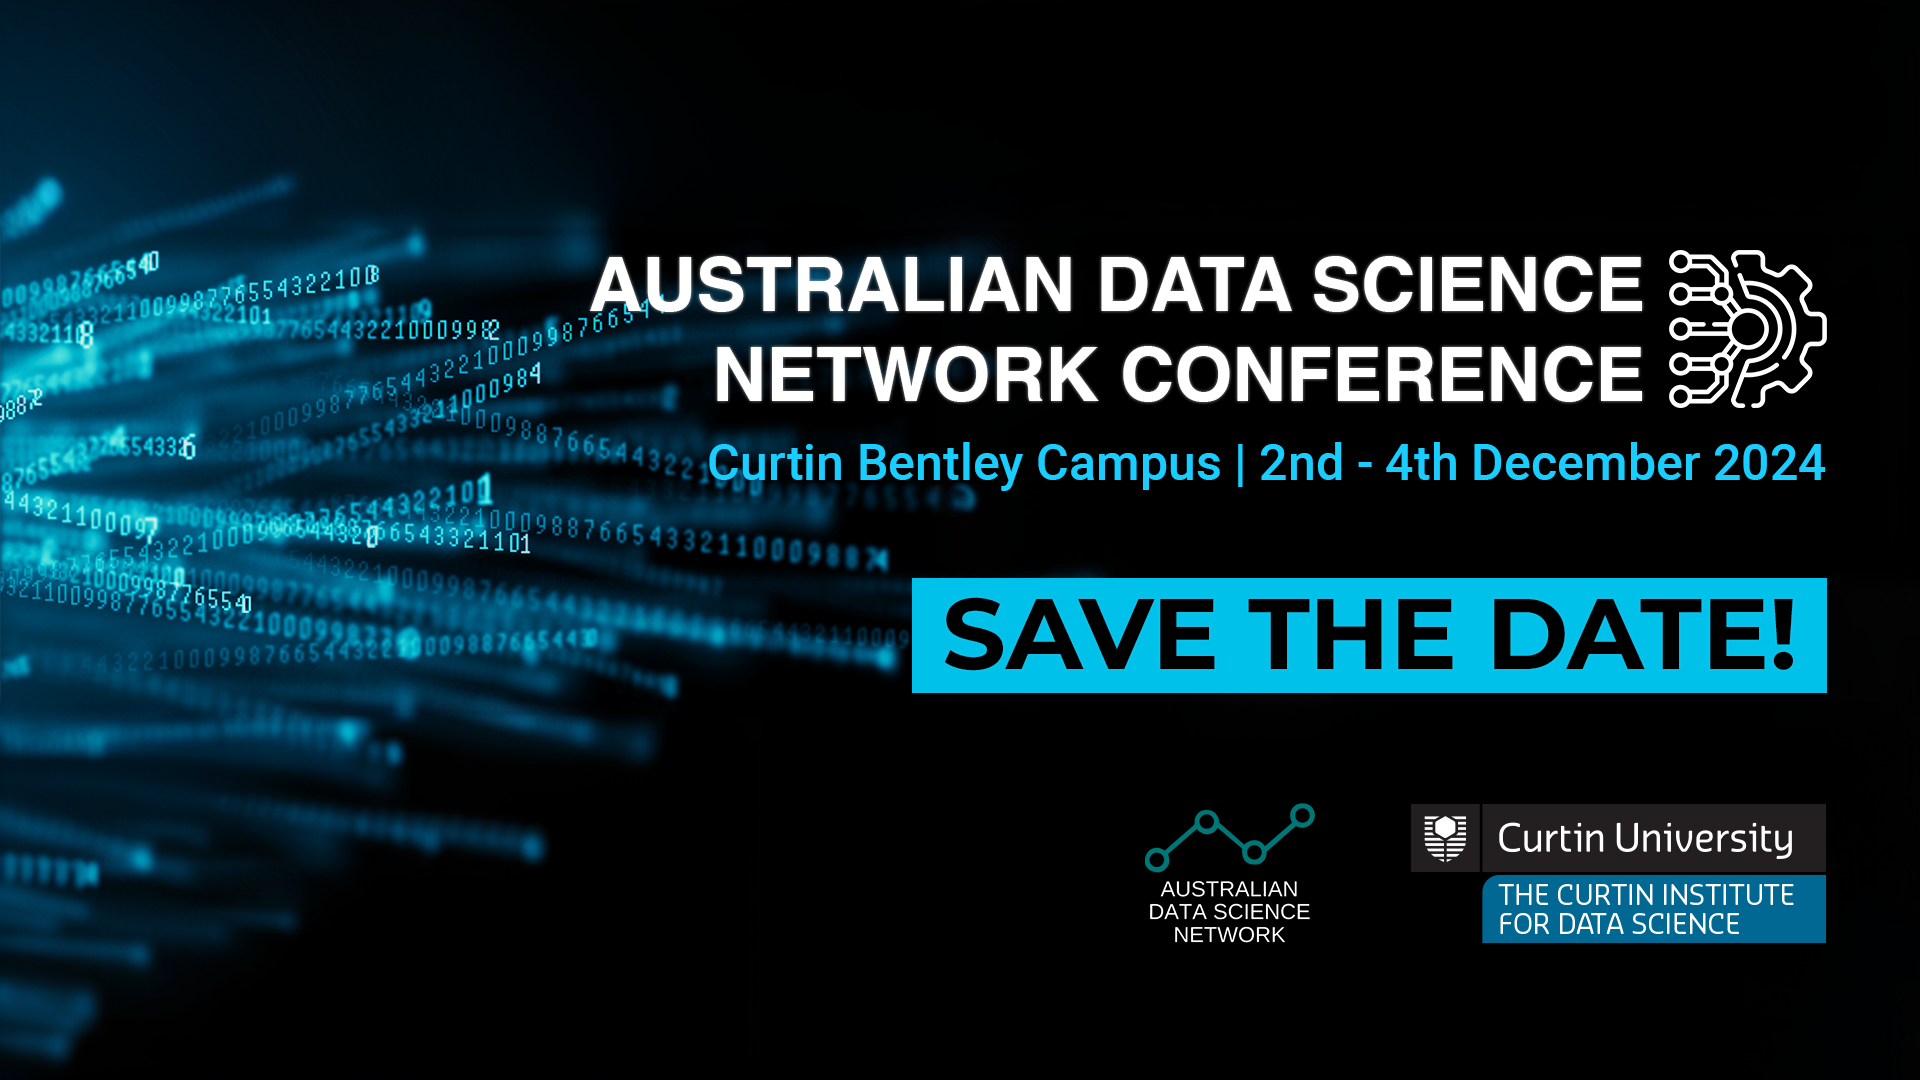 AUSTRALIAN DATA SCIENCE
NETWORK CONFERENCE
Curtin Bentley Campus | 2nd - 4th December 2024
SAVE THE DATE!
AUSTRALIAN
DATA SCIENCE
NETWORK
Curtin University
THE CURTIN INSTITUTE
FOR DATA SCIENCE